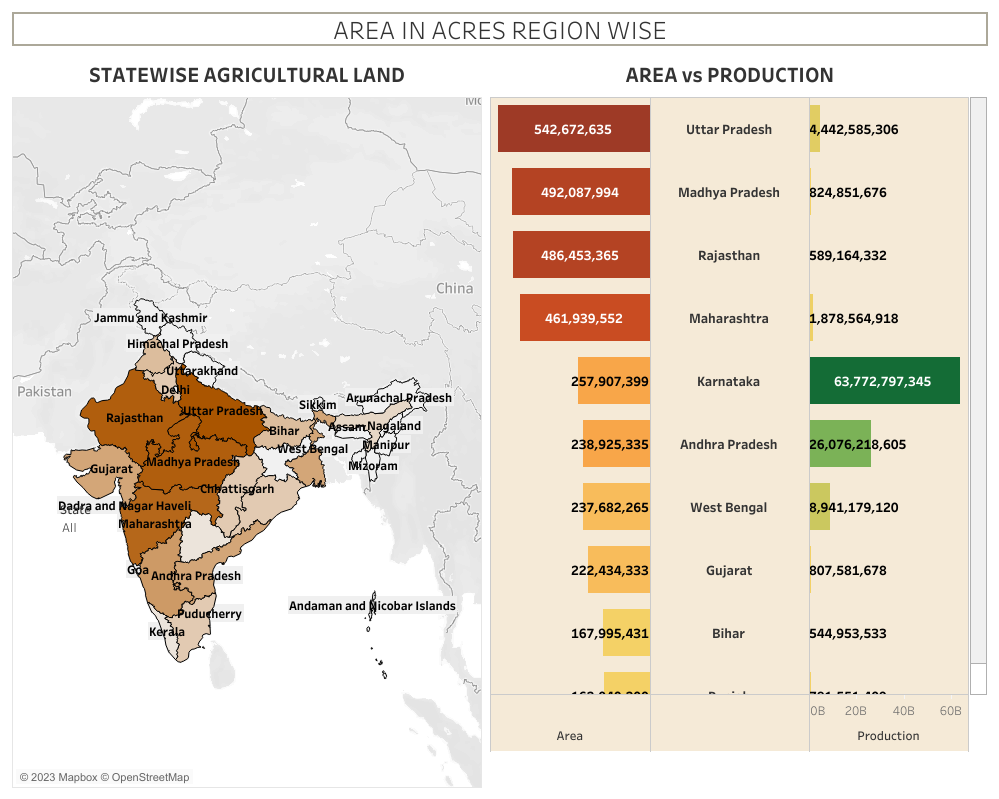 AREA IN ACRES REGION WISE
STATEWISE AGRICULTURAL LAND
Jammu and Kashmir
China
Himachal Pradesh
Uttarakhand
Pakistan
Delhi
Arunachal Pradesh
Sikkim
Rajasthan
Uttar Pradesh
Assam
Nagaland
Bihar
West Bengal
Manipur
Madhya Pradesh
Mizoram
Gujarat
Chhattisgarh
Dadra and Nagar Haveli
State
All
Maharashtra
Goa
Andhra Pradesh
Andaman and Nicobar Islands
Puducherry
Kerala
© 2023 Mapbox © OpenStreetMap
AREA vs PRODUCTION
542,672,635 Uttar Pradesh 4,442,585,306
492,087,994 Madhya Pradesh 824,851,676
486,453,365 Rajasthan 589,164,332
461,939,552 Maharashtra 1,878,564,918
257,907,399 Karnataka 63,772,797,345
238,925,335 Andhra Pradesh 26,076,218,605
237,682,265 West Bengal 8,941,179,120
222,434,333 Gujarat 807,581,678
167,995,431 Bihar 544,953,533
0B 20B 40B 60B
Area Production